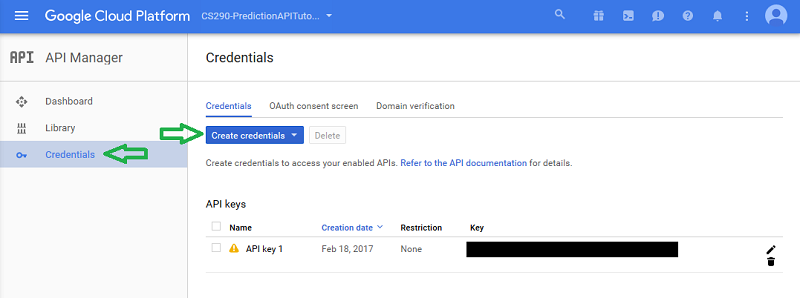 Google Cloud Platform CS290-PredictionAPITuto...
API API Manager
Credentials
Dashboard
Library
Credentials
Credentials OAuth consent screen Domain verification
Create credentials Delete
Create credentials to access your enabled APIs. Refer to the API documentation for details.
API keys
Name Creation date Restriction Key
API key 1 Feb 18, 2017 None